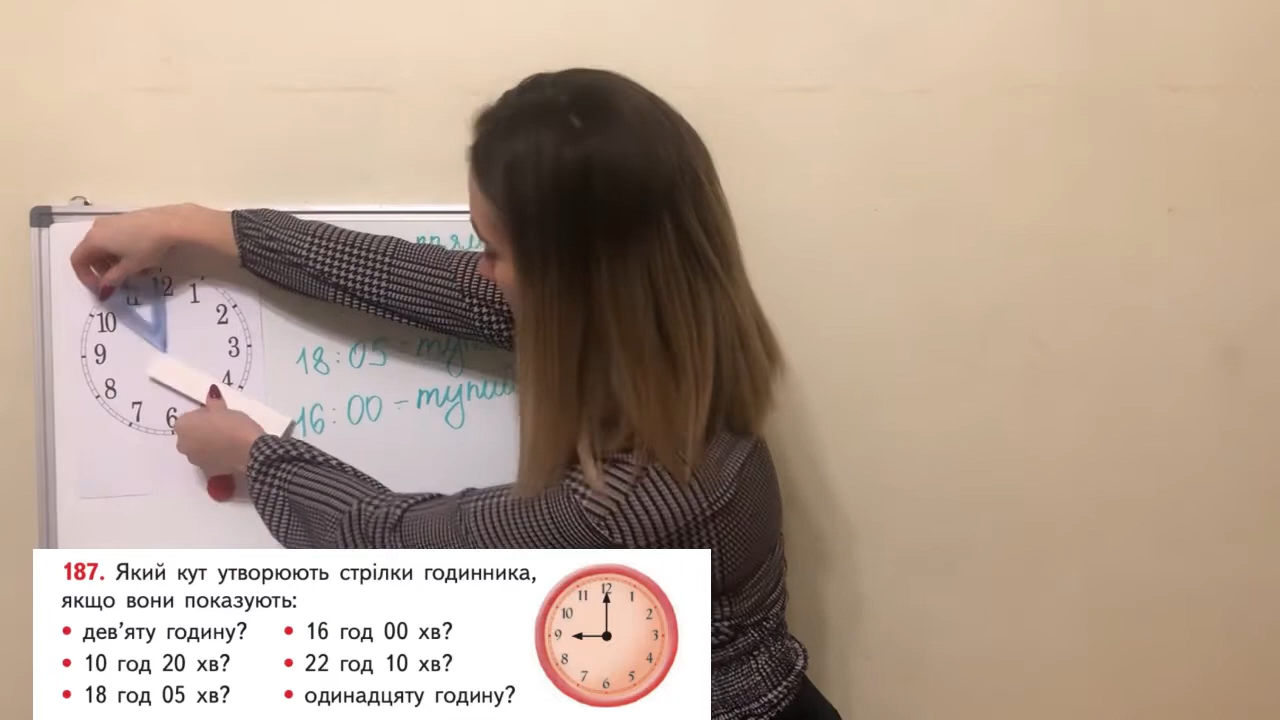 12
1
2
10
3
9
4
8
7
6
18:05 –
16:00 – тупий
187. Який кут утворюють стрілки годинника,
якщо вони показують:
• дев’яту годину?
• 16 год 00 хв?
• 10 год 20 хв?
• 22 год 10 хв?
• 18 год 05 хв?
• одинадцяту годину?
12
11
1
10
2
9
3
8
4
7
5
6